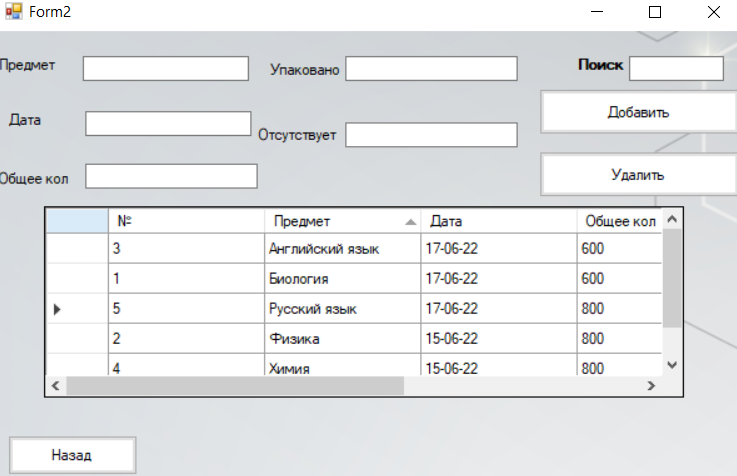 Form2
Предмет Упаковано Поиск
Добавить
Дата Отсутствует
Удалить
Общее кол
№ Предмет Дата Общее кол
3 Английский язык 17-06-22 600
1 Биология 17-06-22 600
5 Русский язык 17-06-22 800
2 Физика 15-06-22 800
4 Химия 15-06-22 800
Назад